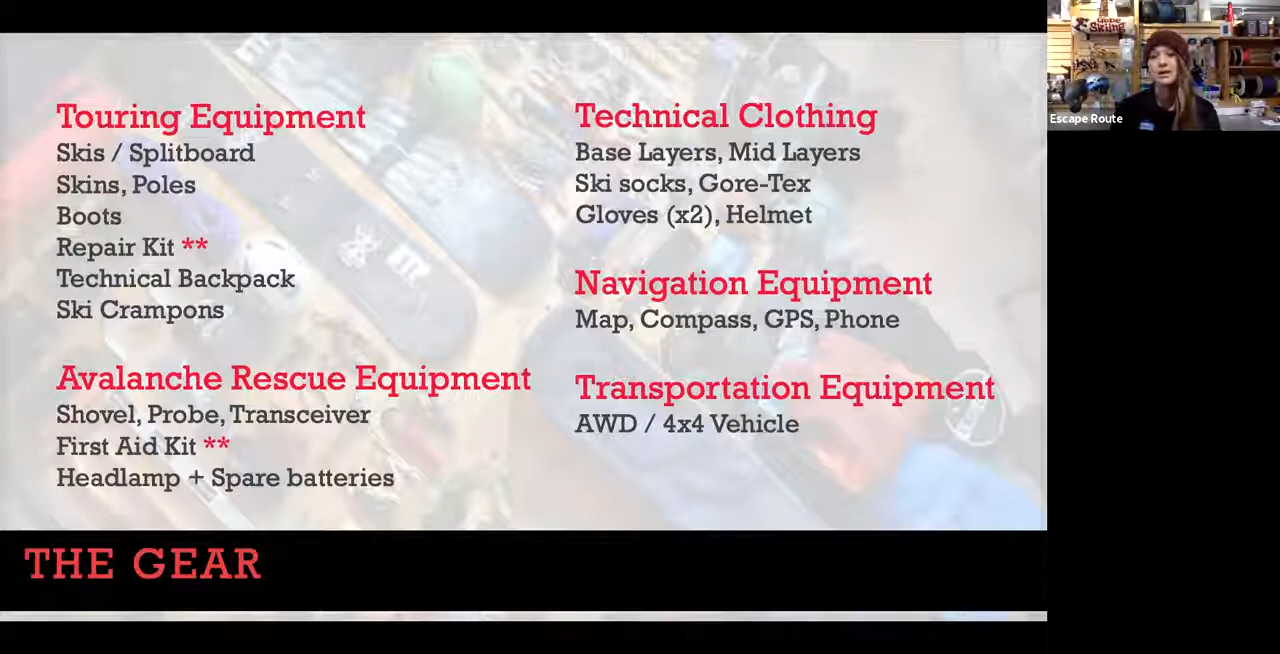 Touring Equipment
Skis / Splitboard
Skins, Poles
Boots
Repair Kit **
Technical Backpack
Ski Crampons
Avalanche Rescue Equipment
Shovel, Probe, Transceiver
First Aid Kit **
Headlamp + Spare batteries
Technical Clothing
Base Layers, Mid Layers
Ski socks, Gore-Tex
Gloves (x2), Helmet
Navigation Equipment
Map, Compass, GPS, Phone
Transportation Equipment
AWD / 4x4 Vehicle
THE GEAR
Gone
Skiing
Escape Route